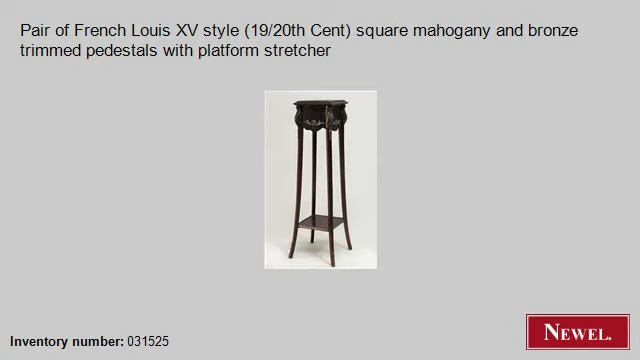 Pair of French Louis XV style (19/20th Cent) square mahogany and bronze
trimmed pedestals with platform stretcher
Inventory number: 031525
NEWEL.